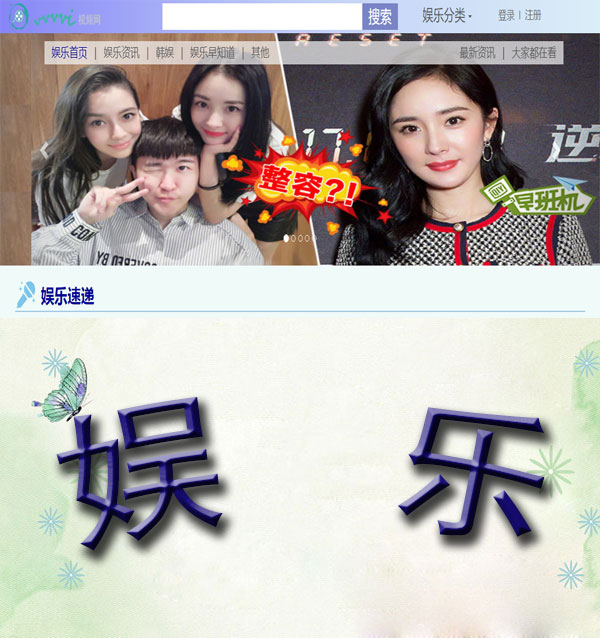 vvvvi 视频网 搜索 娱乐分类 登录 | 注册
娱乐首页 | 娱乐资讯 | 韩娱 | 娱乐早知道 | 其他 最新资讯 | 大家都在看
RESET
17
逆
整容?!
早班机
娱乐速递
娱 乐